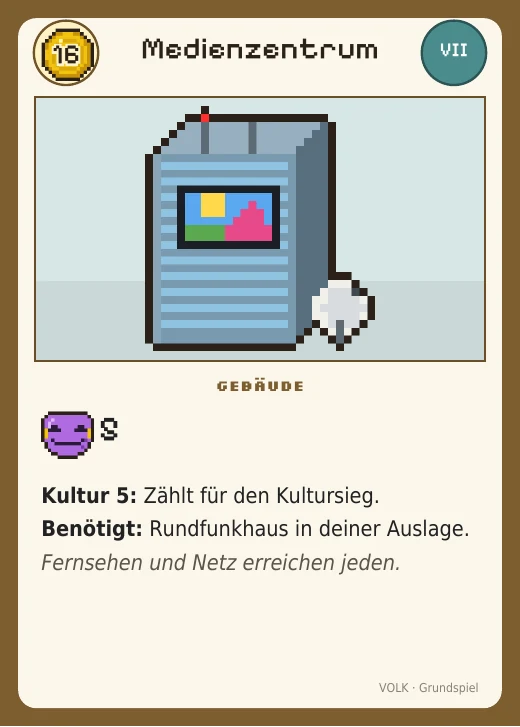 16
Medienzentrum
VII
GEBÄUDE
8
Kultur 5: Zählt für den Kultursieg.
Benötigt: Rundfunkhaus in deiner Auslage.
Fernsehen und Netz erreichen jeden.
VOLK · Grundspiel